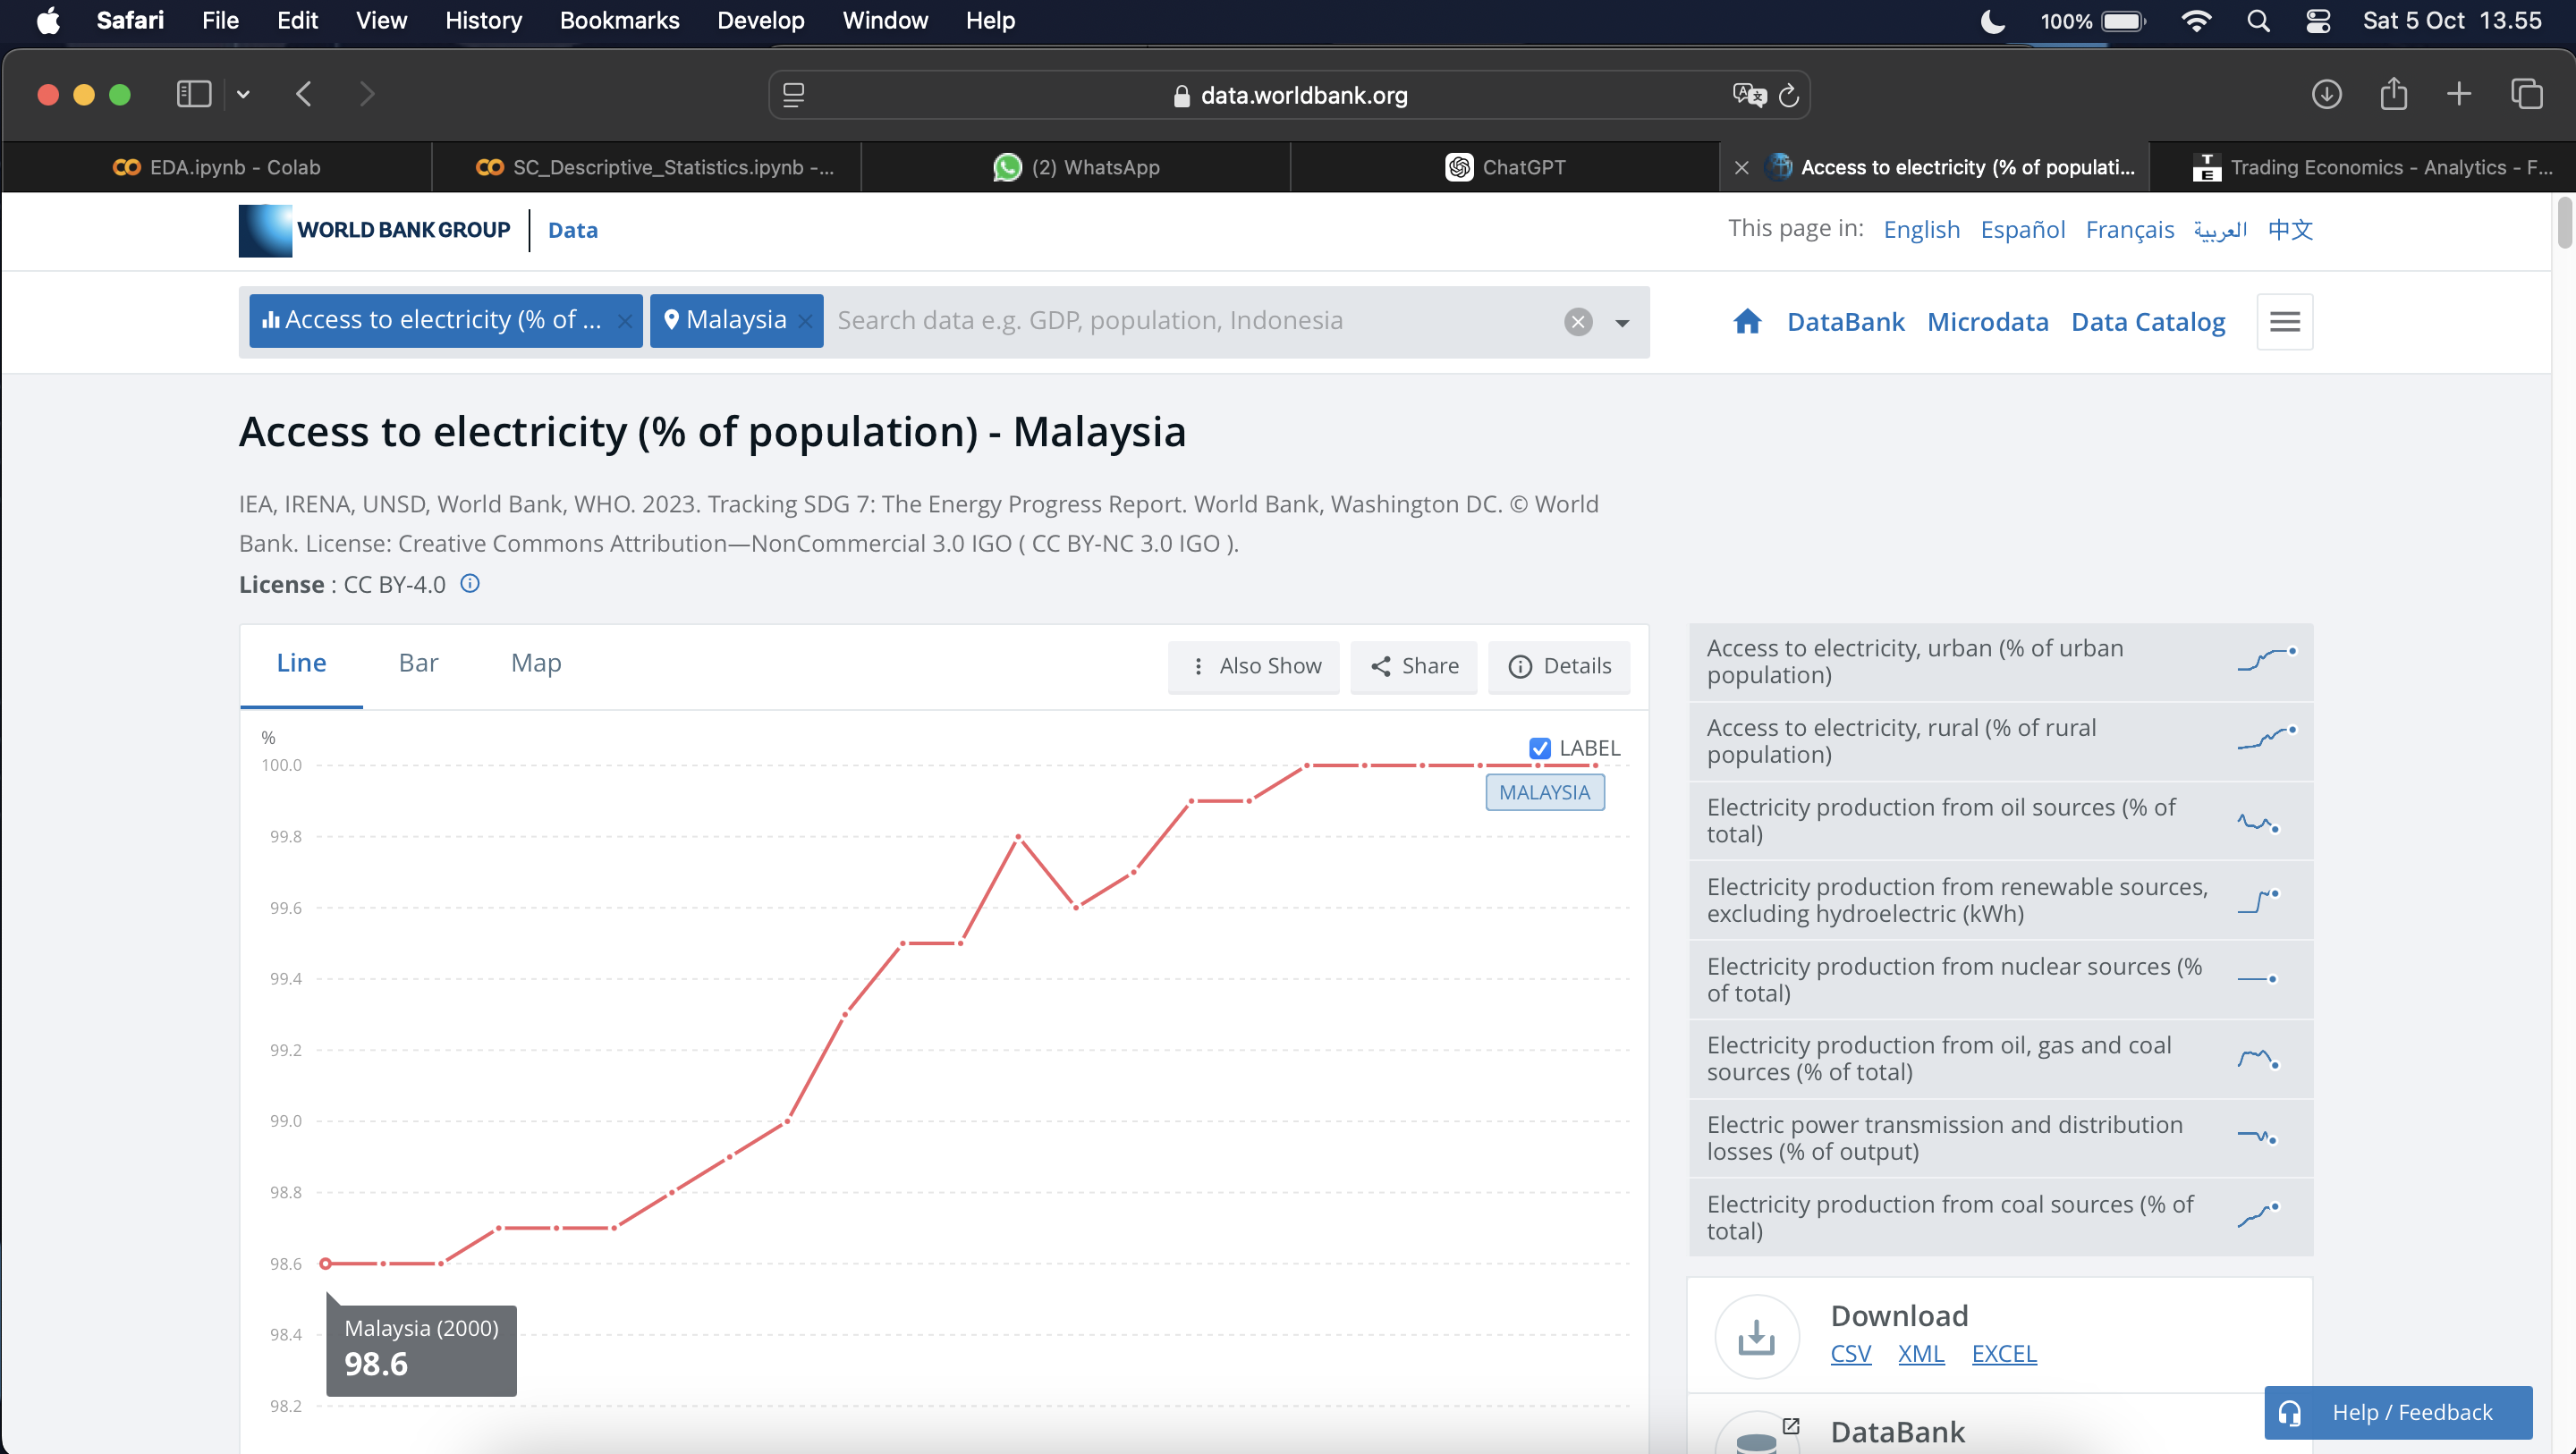 Safari File Edit View History Bookmarks Develop Window Help 100% Sat 5 Oct 13.55
data.worldbank.org
EDA.ipynb - Colab
SC_Descriptive_Statistics.ipynb -...
(2) WhatsApp
ChatGPT
Access to electricity (% of populati...
Trading Economics - Analytics - F...
WORLD BANK GROUP Data
This page in: English Español Français العربية 中文
Access to electricity (% of ... Malaysia Search data e.g. GDP, population, Indonesia
DataBank Microdata Data Catalog
Access to electricity (% of population) - Malaysia
IEA, IRENA, UNSD, World Bank, WHO. 2023. Tracking SDG 7: The Energy Progress Report. World Bank, Washington DC. © World
Bank. License: Creative Commons Attribution—NonCommercial 3.0 IGO ( CC BY-NC 3.0 IGO ).
License : CC BY-4.0
Line Bar Map
Also Show Share Details
%
LABEL
100.0
MALAYSIA
99.8
99.6
99.4
99.2
99.0
98.8
98.6
98.4
98.2
Malaysia (2000)
98.6
Access to electricity, urban (% of urban
population)
Access to electricity, rural (% of rural
population)
Electricity production from oil sources (% of
total)
Electricity production from renewable sources,
excluding hydroelectric (kWh)
Electricity production from nuclear sources (%
of total)
Electricity production from oil, gas and coal
sources (% of total)
Electric power transmission and distribution
losses (% of output)
Electricity production from coal sources (% of
total)
Download
CSV XML EXCEL
DataBank
Help / Feedback